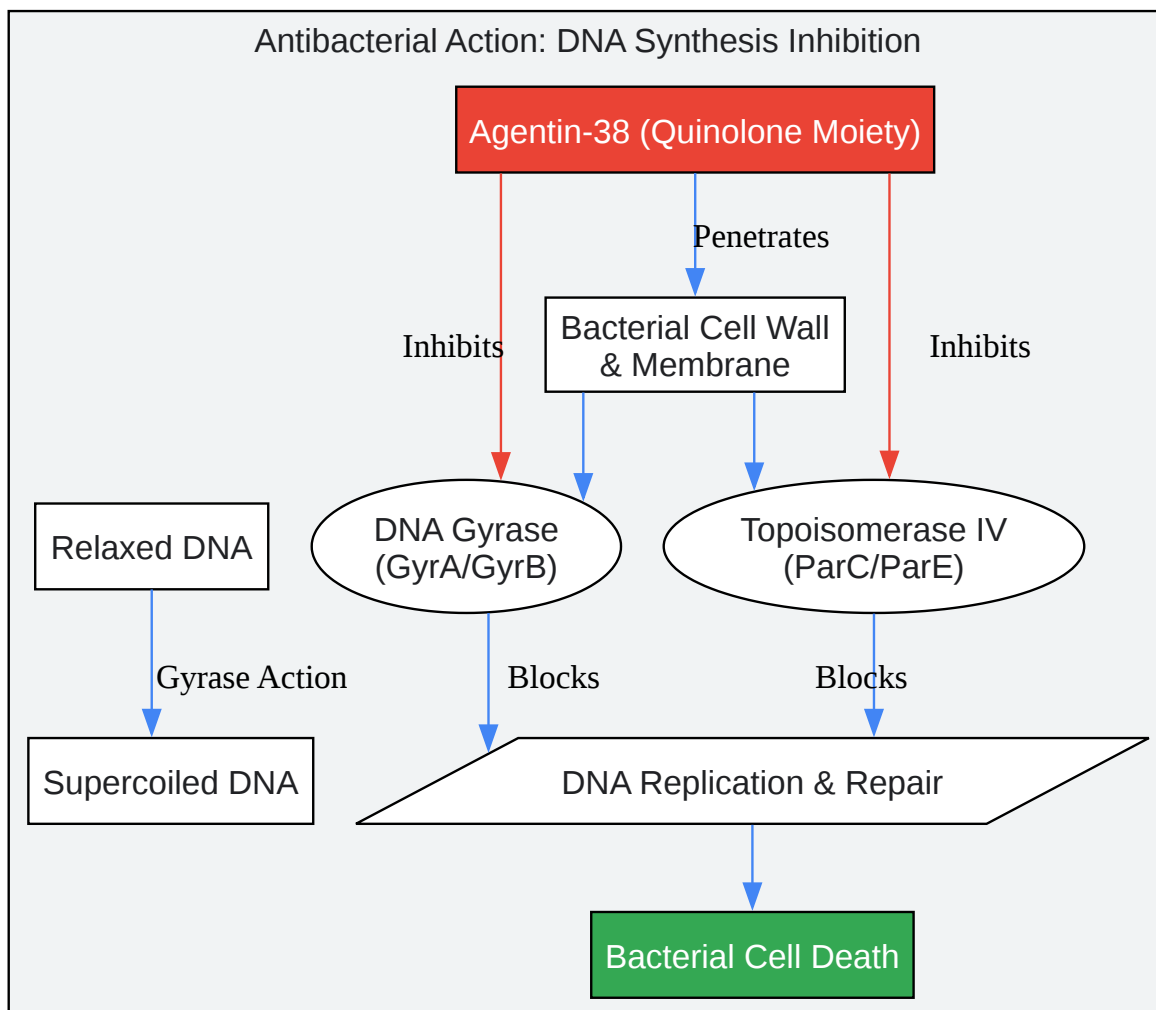 Antibacterial Action: DNA Synthesis Inhibition
Agentin-38 (Quinolone Moiety)
Penetrates
Bacterial Cell Wall
& Membrane
Inhibits
Inhibits
DNA Gyrase
(GyrA/GyrB)
Topoisomerase IV
(ParC/ParE)
Relaxed DNA
Gyrase Action
Blocks
Blocks
Supercoiled DNA
DNA Replication & Repair
Bacterial Cell Death